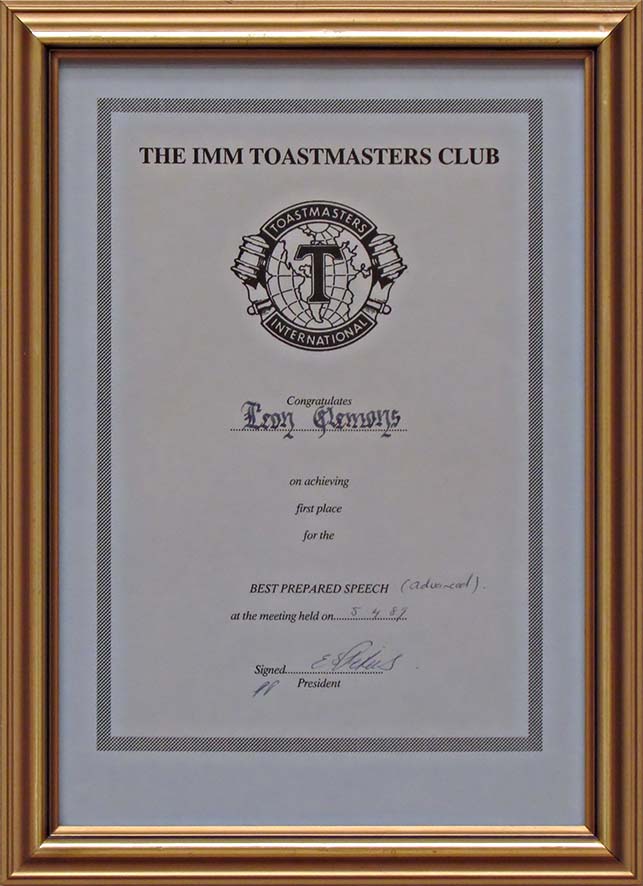 THE IMM TOASTMASTERS CLUB
TOASTMASTERS
T
INTERNATIONAL
Congratulates
Leon Clemons
on achieving
first place
for the
BEST PREPARED SPEECH (advanced).
at the meeting held on 5 4 89
Signed
pp President